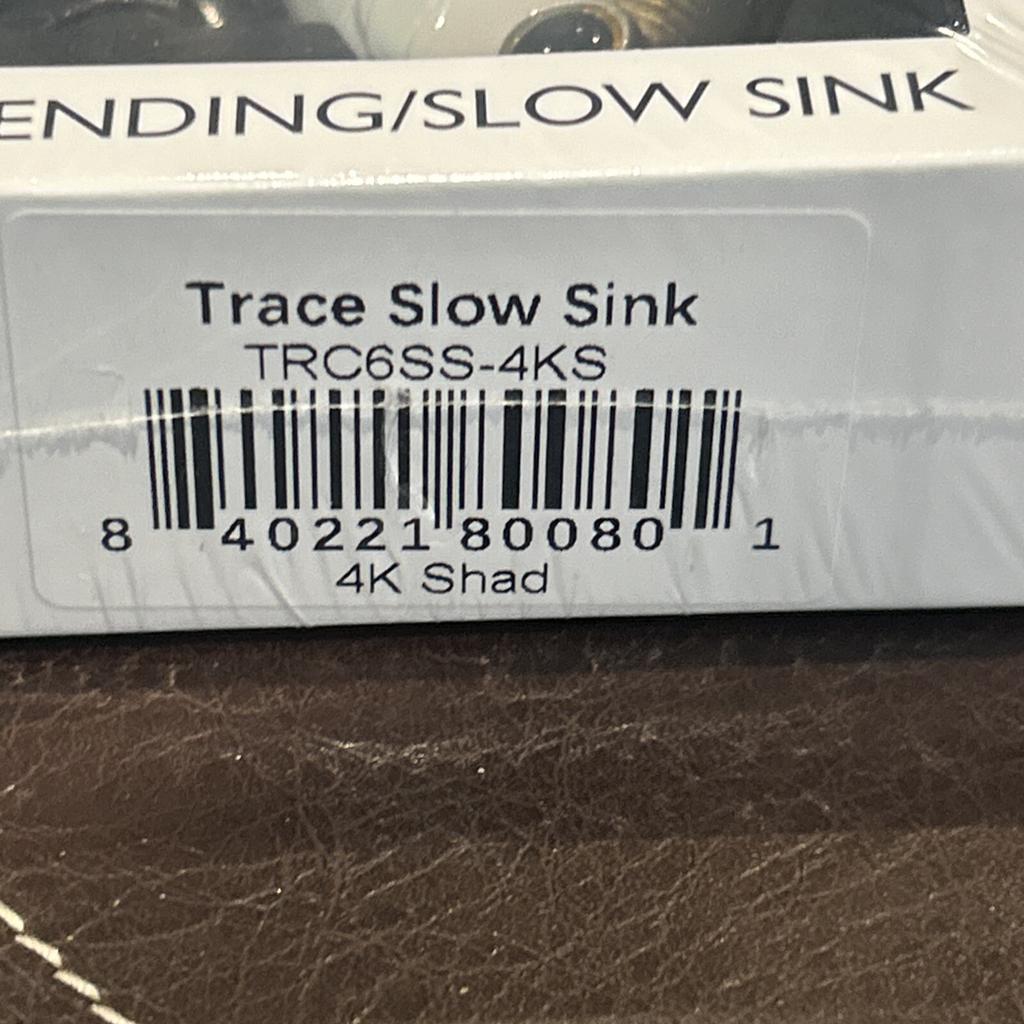 ENDING/SLOW SINK
Trace Slow Sink
TRC6SS-4KS
8 40221 80080 1
4K Shad